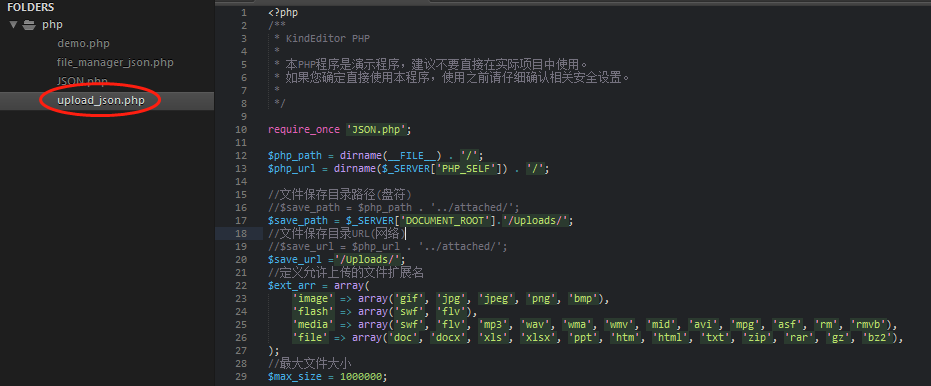 FOLDERS
php
demo.php
file_manager_json.php
JSON.php
upload_json.php
1 <?php
2 /**
3 * KindEditor PHP
4 *
5 * 本PHP程序是演示程序，建议不要直接在实际项目中使用。
6 * 如果您确定直接使用本程序，使用之前请仔细确认相关安全设置。
7 *
8 */
9
10 require_once 'JSON.php';
11
12 $php_path = dirname(__FILE__) . '/';
13 $php_url = dirname($_SERVER['PHP_SELF']) . '/';
14
15 //文件保存目录路径(盘符)
16 //$save_path = $php_path . '../attached/';
17 $save_path = $_SERVER['DOCUMENT_ROOT'].'/Uploads/';
18 //文件保存目录URL(网络)
19 //$save_url = $php_url . '../attached/';
20 $save_url ='/Uploads/';
21 //定义允许上传的文件扩展名
22 $ext_arr = array(
23 'image' => array('gif', 'jpg', 'jpeg', 'png', 'bmp'),
24 'flash' => array('swf', 'flv'),
25 'media' => array('swf', 'flv', 'mp3', 'wav', 'wma', 'wmv', 'mid', 'avi', 'mpg', 'asf', 'rm', 'rmvb'),
26 'file' => array('doc', 'docx', 'xls', 'xlsx', 'ppt', 'htm', 'html', 'txt', 'zip', 'rar', 'gz', 'bz2'),
27 );
28 //最大文件大小
29 $max_size = 1000000;